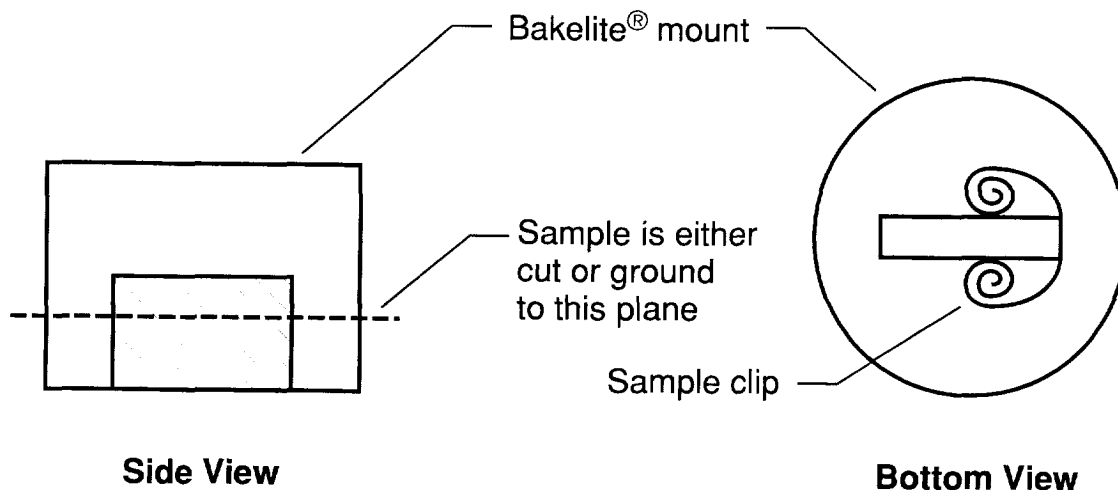 Bakelite® mount
Sample is either
cut or ground
to this plane
Sample clip
Side View
Bottom View